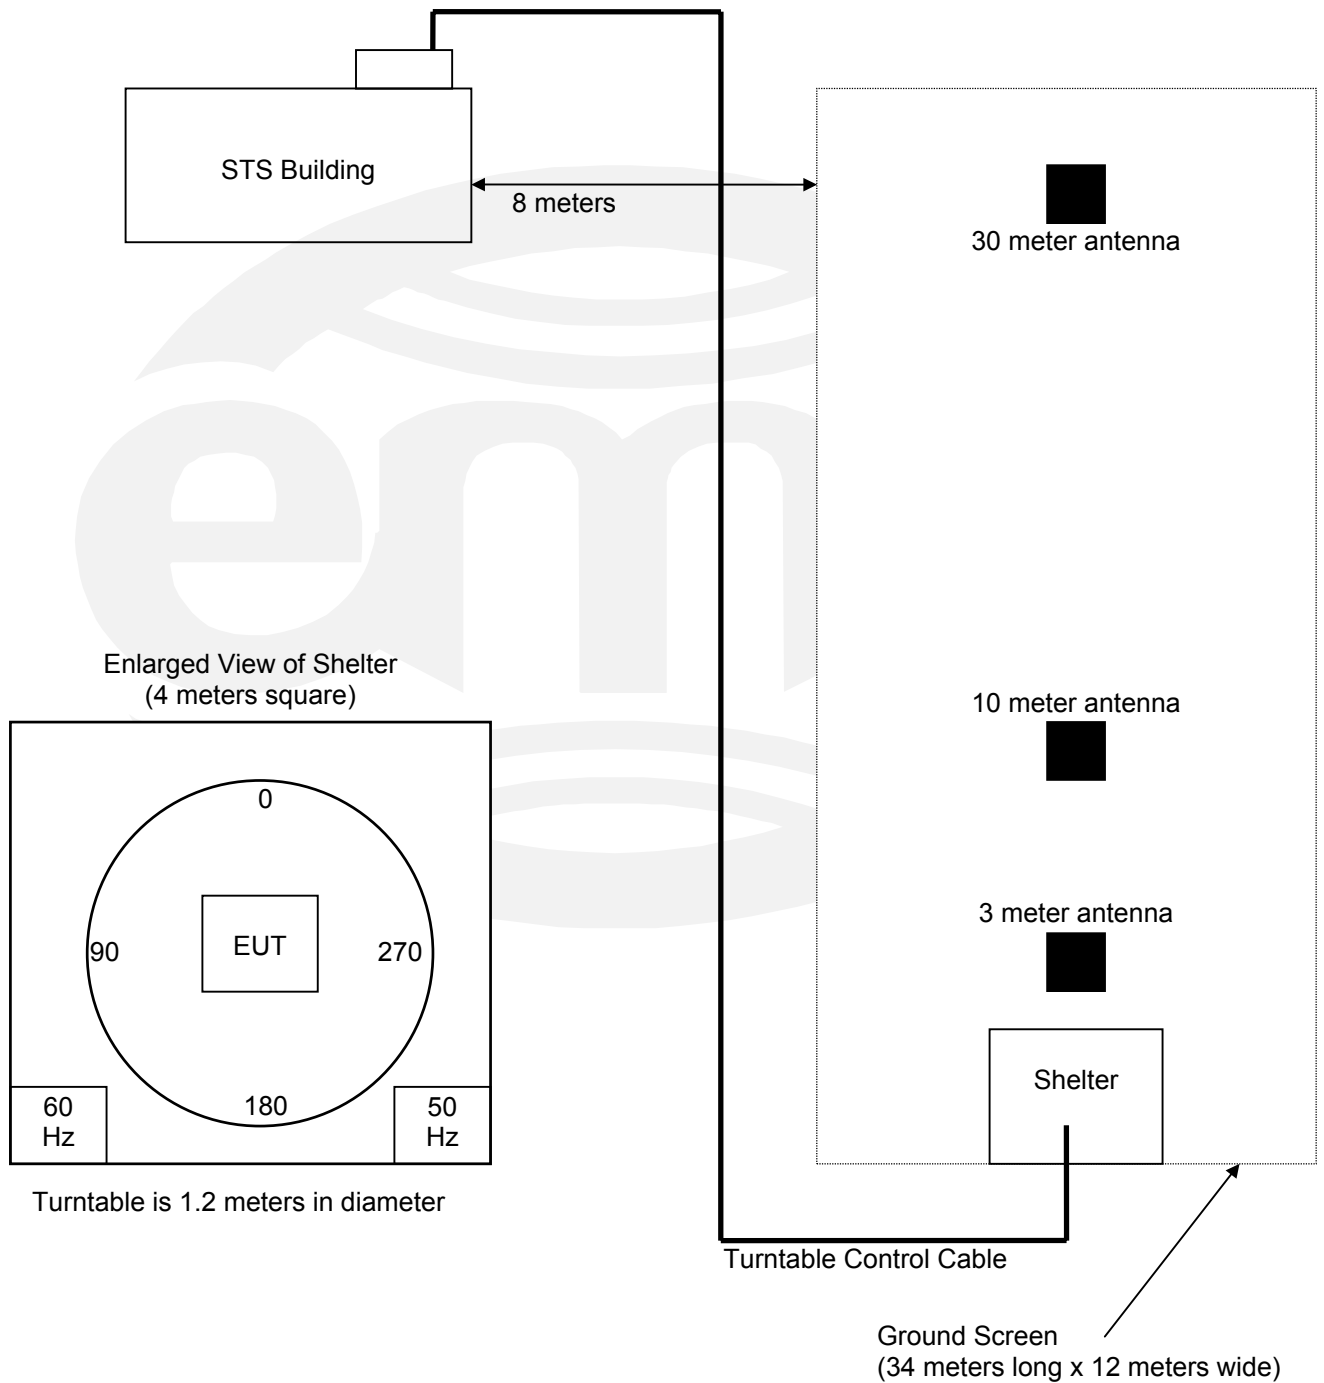 STS Building
8 meters
30 meter antenna
Enlarged View of Shelter
(4 meters square)
10 meter antenna
0
3 meter antenna
90
EUT
270
Shelter
180
60
Hz
50
Hz
Turntable is 1.2 meters in diameter
Turntable Control Cable
Ground Screen
(34 meters long x 12 meters wide)
em